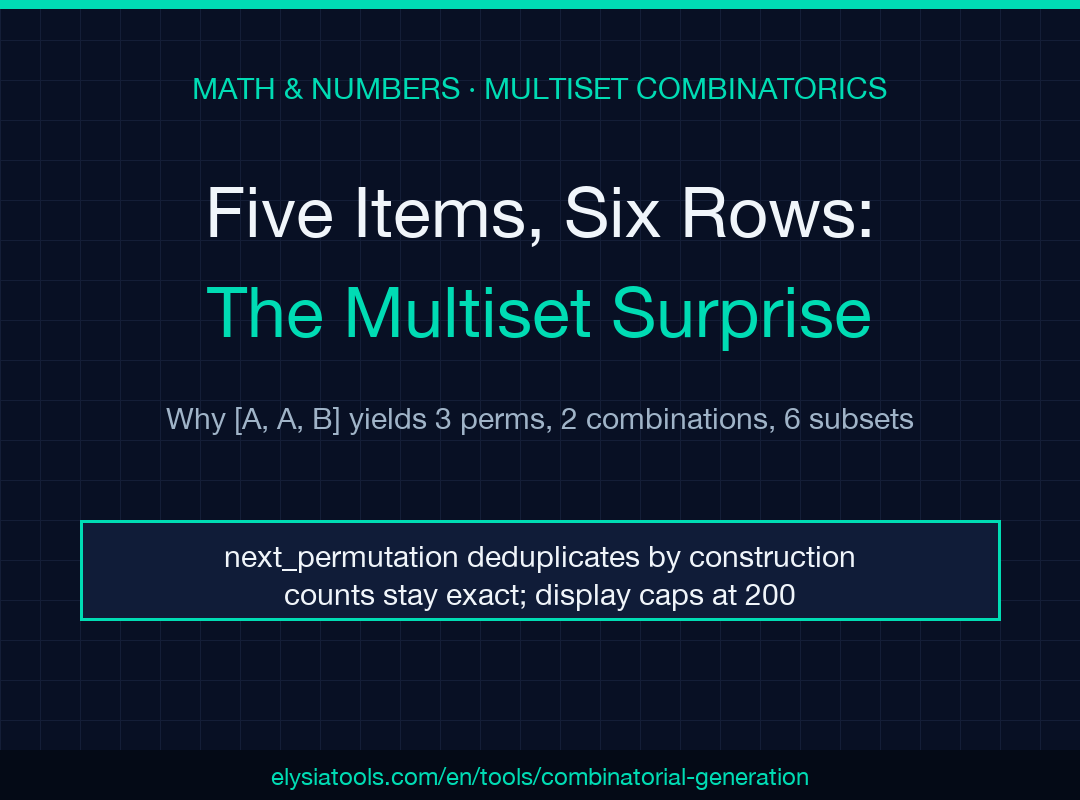 MATH & NUMBERS · MULTISET COMBINATORICS
Five Items, Six Rows:
The Multiset Surprise
Why [A, A, B] yields 3 perms, 2 combinations, 6 subsets
next_permutation deduplicates by construction
counts stay exact; display caps at 200
elysiatools.com/en/tools/combinatorial-generation